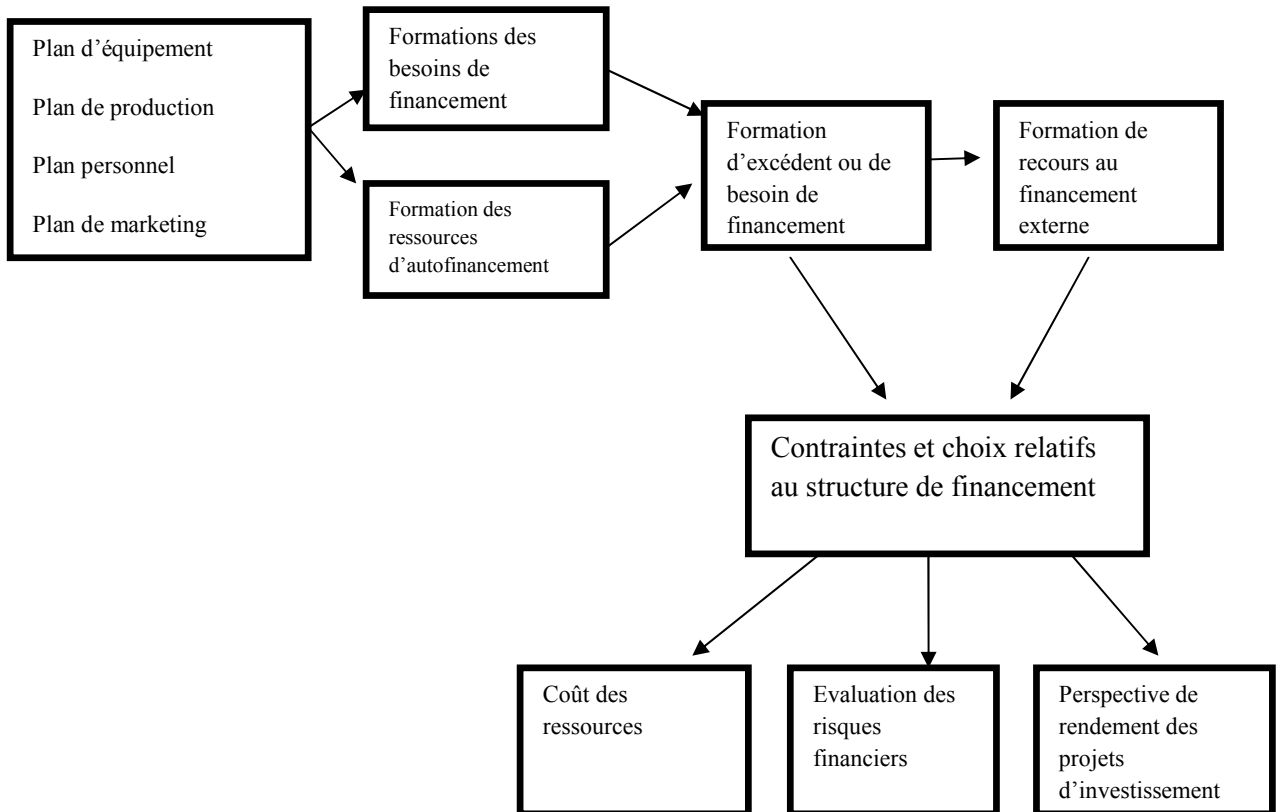 Plan d’équipement
Plan de production
Plan personnel
Plan de marketing
Formations des
besoins de
financement
Formation des
ressources
d’autofinancement
Formation
d’excédent ou de
besoin de
financement
Formation de
recours au
financement
externe
Contraintes et choix relatifs
au structure de financement
Coût des
ressources
Evaluation des
risques
financiers
Perspective de
rendement des
projets
d’investissement